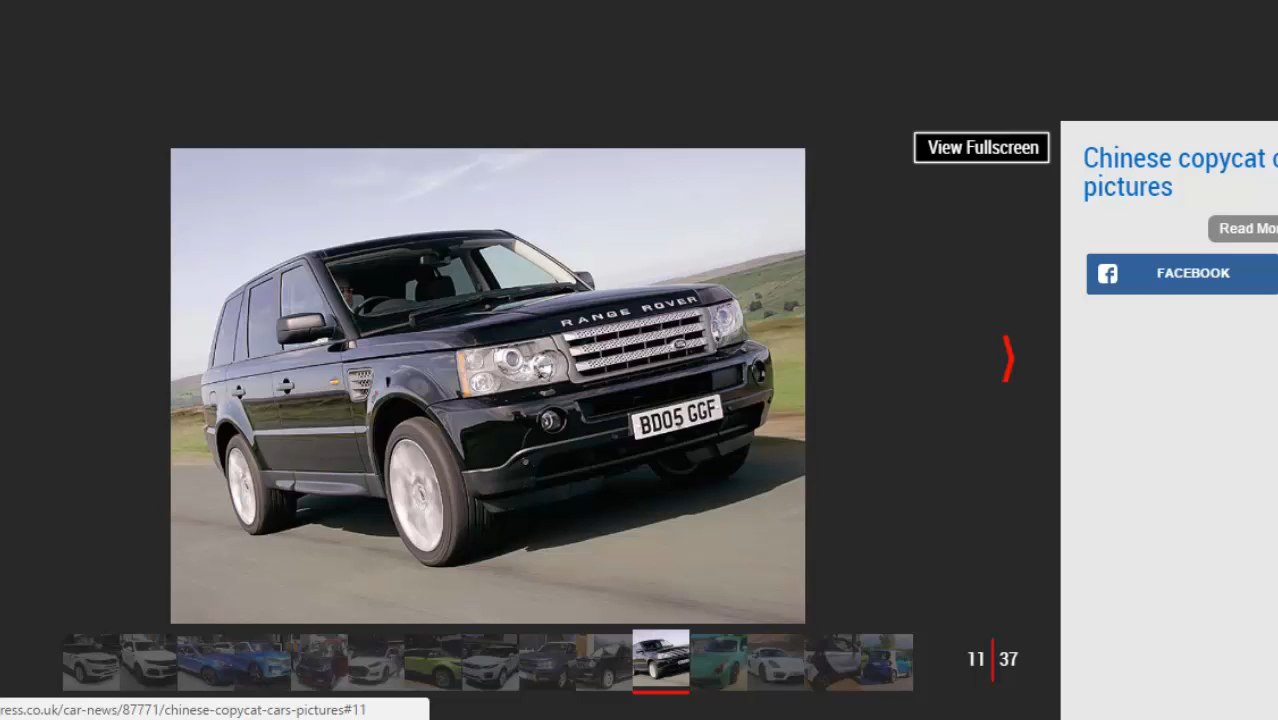 View Fullscreen
Chinese copycat
pictures
Read
FACEBOOK
RANGE ROVER
BD05 GGF
11 37
ress.co.uk/car-news/87771/chinese-copycat-cars-pictures#11